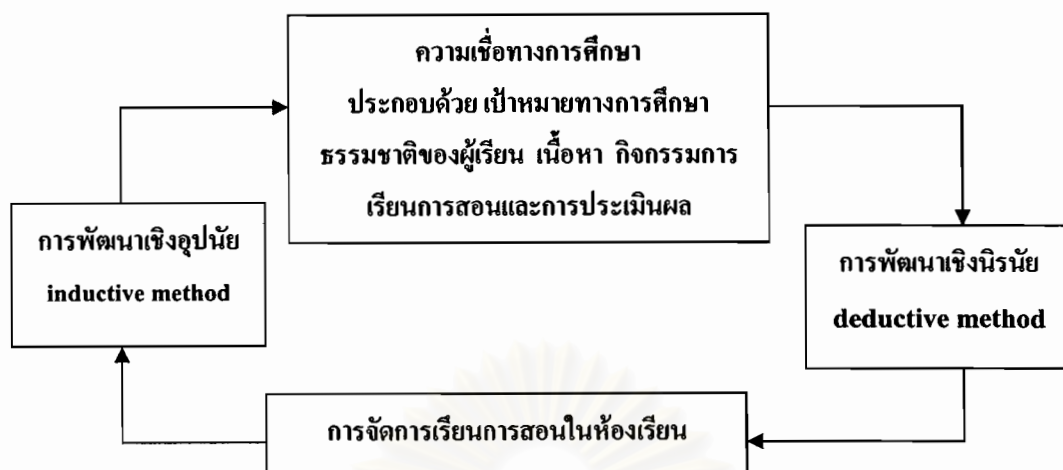 ความเชื่อทางการศึกษา
ประกอบด้วย เป้าหมายทางการศึกษา
ธรรมชาติของผู้เรียน เนื้อหา กิจกรรมการ
เรียนการสอนและการประเมินผล
การพัฒนาเชิงอุปนัย
inductive method
การพัฒนาเชิงนิรนัย
deductive method
การจัดการเรียนการสอนในห้องเรียน